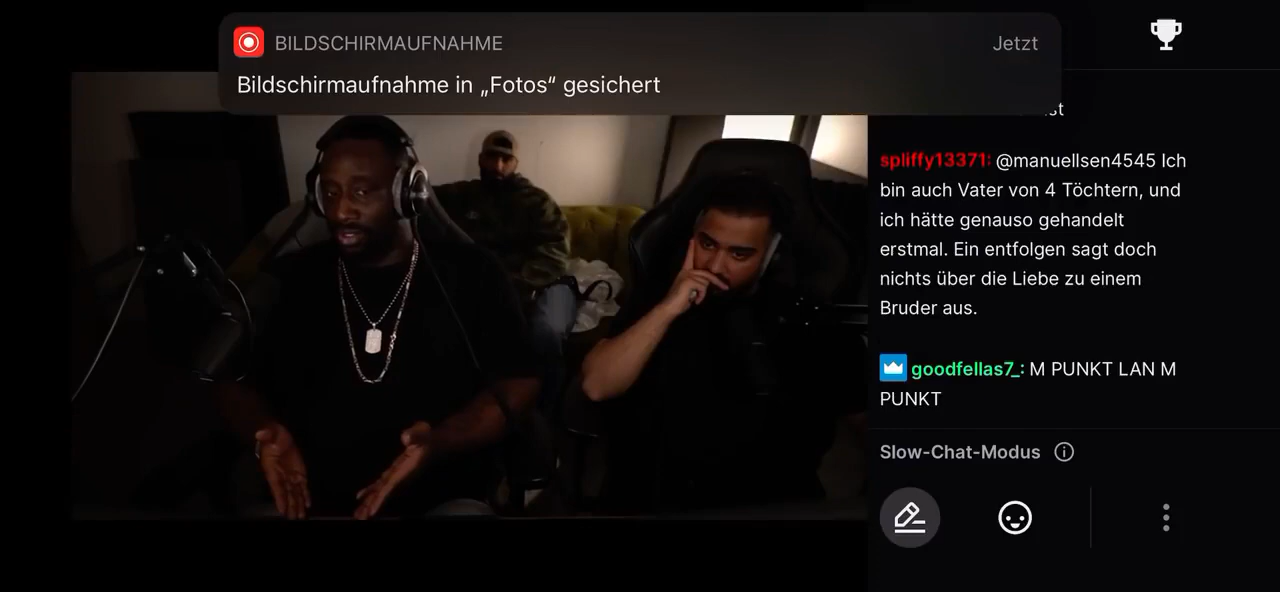 BILDSCHIRMAUFNAHME
Jetzt
Bildschirmaufnahme in „Fotos“ gesichert
st
spliffy13371: @manuellsen4545 Ich
bin auch Vater von 4 Töchtern, und
ich hätte genauso gehandelt
erstmal. Ein entfolgen sagt doch
nichts über die Liebe zu einem
Bruder aus.
goodfellas7_: M PUNKT LAN M
PUNKT
Slow-Chat-Modus